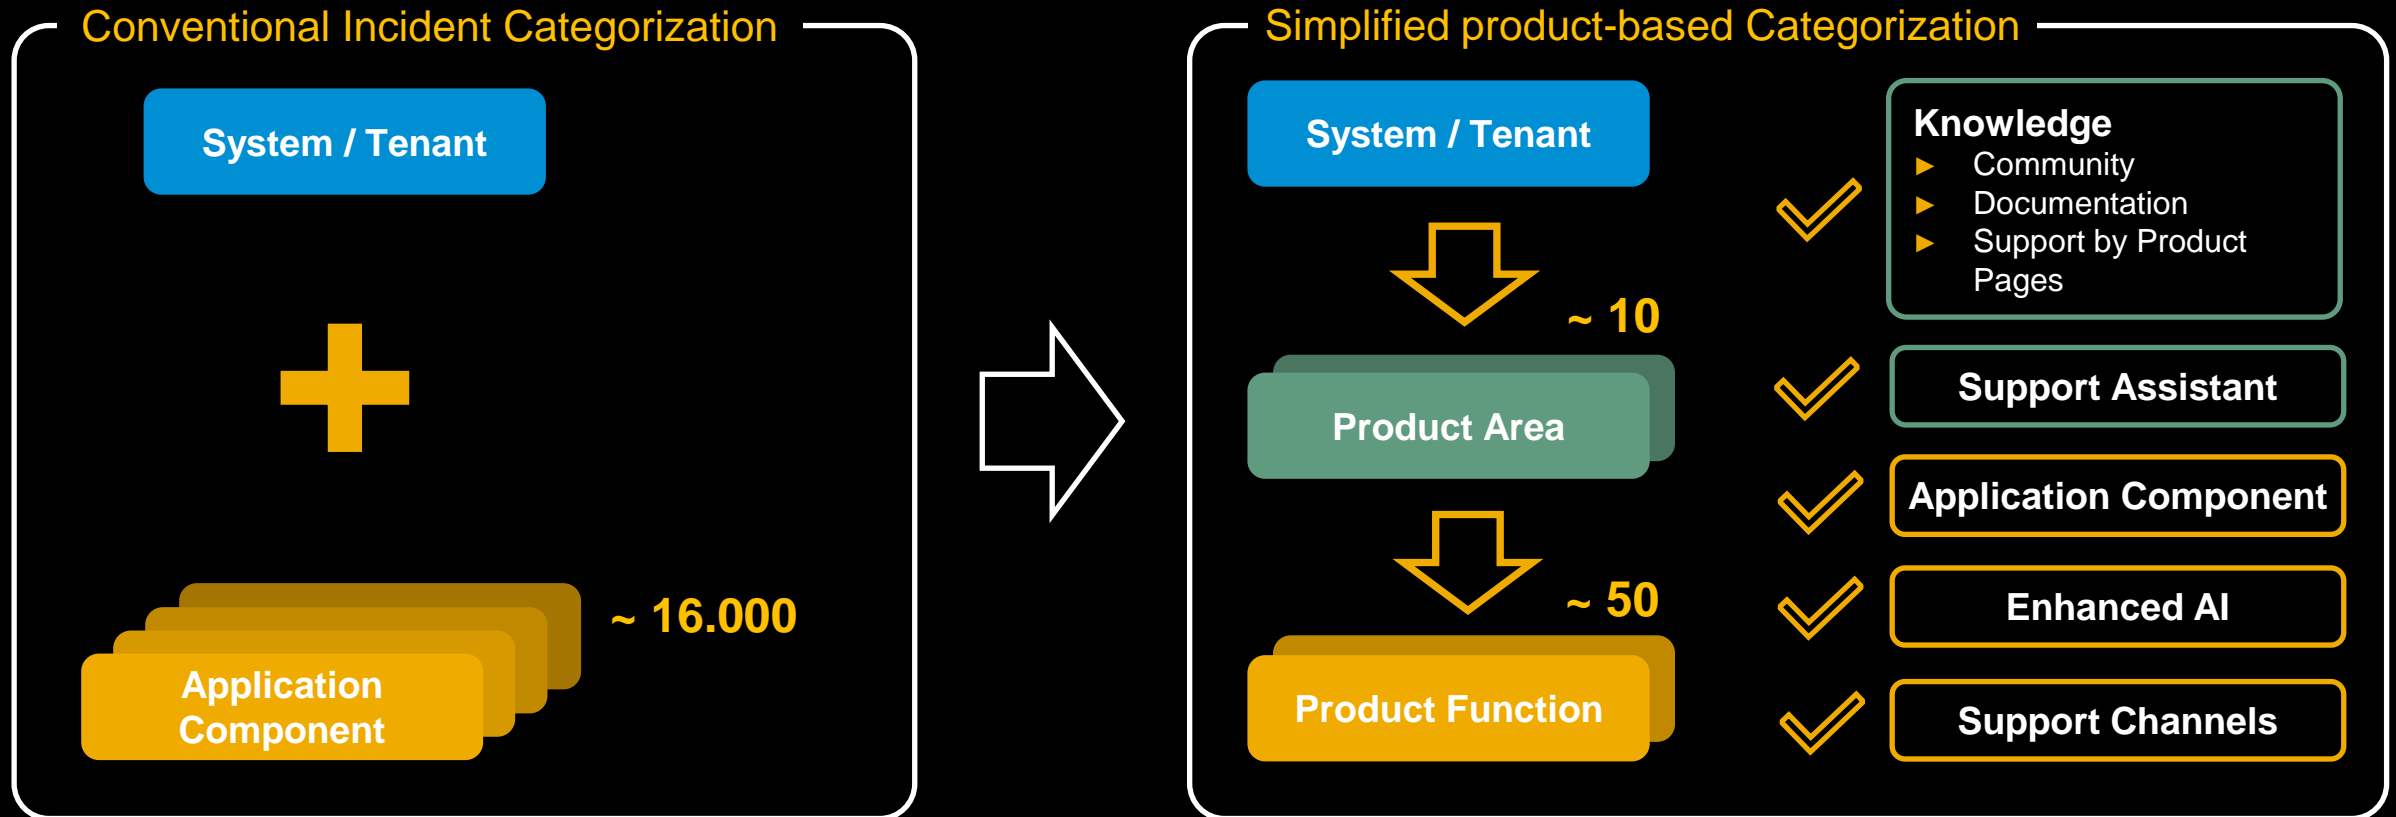 Conventional Incident Categorization
System / Tenant
~ 16.000
Application
Component
Simplified product-based Categorization
System / Tenant
~ 10
Product Area
~ 50
Product Function
Knowledge
► Community
► Documentation
► Support by Product
Pages
Support Assistant
Application Component
Enhanced AI
Support Channels